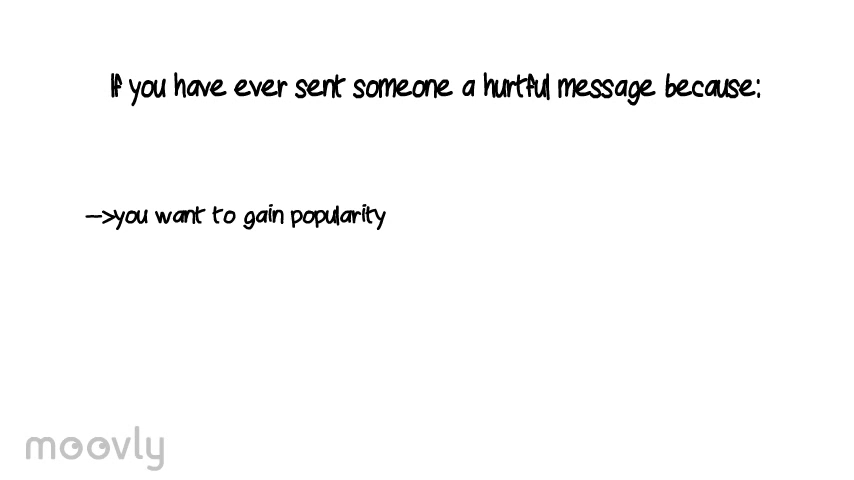 If you have ever sent someone a hurtful message because:
-->you want to gain popularity
moovly